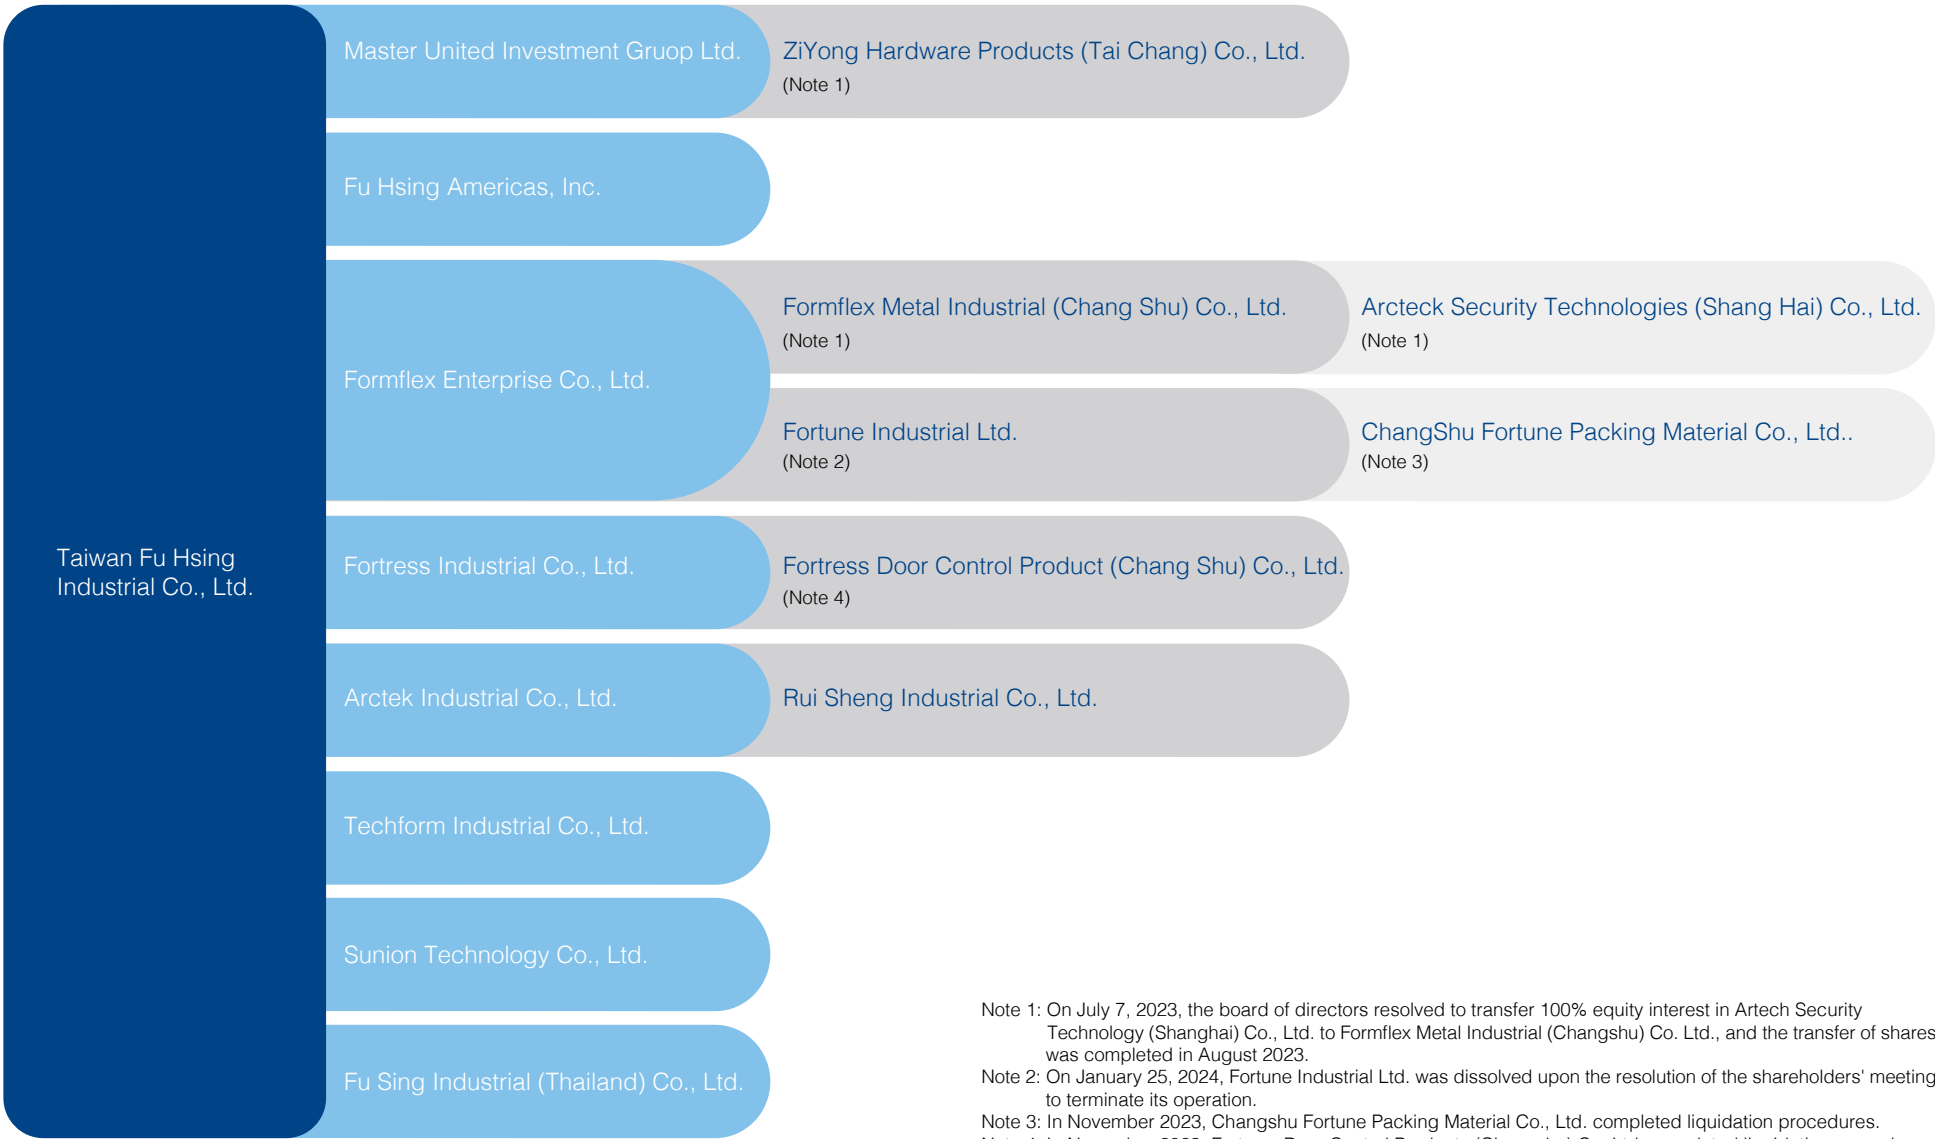 Master United Investment Gruop Ltd.
ZiYong Hardware Products (Tai Chang) Co., Ltd.
(Note 1)
Fu Hsing Americas, Inc.
Formflex Metal Industrial (Chang Shu) Co., Ltd.
(Note 1)
Arcteck Security Technologies (Shang Hai) Co., Ltd.
(Note 1)
Formflex Enterprise Co., Ltd.
Fortune Industrial Ltd.
(Note 2)
ChangShu Fortune Packing Material Co., Ltd..
(Note 3)
Taiwan Fu Hsing
Industrial Co., Ltd.
Fortress Industrial Co., Ltd.
Fortress Door Control Product (Chang Shu) Co., Ltd.
(Note 4)
Arctek Industrial Co., Ltd.
Rui Sheng Industrial Co., Ltd.
Techform Industrial Co., Ltd.
Sunion Technology Co., Ltd.
Fu Sing Industrial (Thailand) Co., Ltd.
Note 1: On July 7, 2023, the board of directors resolved to transfer 100% equity interest in Artech Security
Technology (Shanghai) Co., Ltd. to Formflex Metal Industrial (Changshu) Co. Ltd., and the transfer of shares
was completed in August 2023.
Note 2: On January 25, 2024, Fortune Industrial Ltd. was dissolved upon the resolution of the shareholders' meeting
to terminate its operation.
Note 3: In November 2023, Changshu Fortune Packing Material Co., Ltd. completed liquidation procedures.